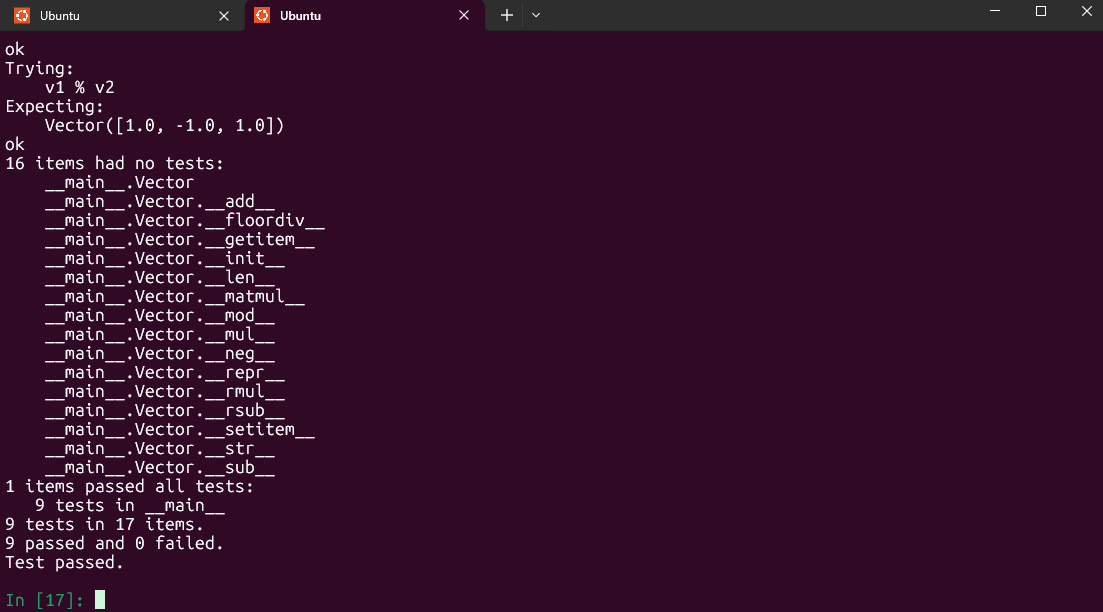 Ubuntu
Ubuntu
ok
Trying:
    v1 % v2
Expecting:
    Vector([1.0, -1.0, 1.0])
ok
16 items had no tests:
    __main__.Vector
    __main__.Vector.__add__
    __main__.Vector.__floordiv__
    __main__.Vector.__getitem__
    __main__.Vector.__init__
    __main__.Vector.__len__
    __main__.Vector.__matmul__
    __main__.Vector.__mod__
    __main__.Vector.__mul__
    __main__.Vector.__neg__
    __main__.Vector.__repr__
    __main__.Vector.__rmul__
    __main__.Vector.__rsub__
    __main__.Vector.__setitem__
    __main__.Vector.__str__
    __main__.Vector.__sub__
1 items passed all tests:
   9 tests in __main__
9 tests in 17 items.
9 passed and 0 failed.
Test passed.
In [17]: